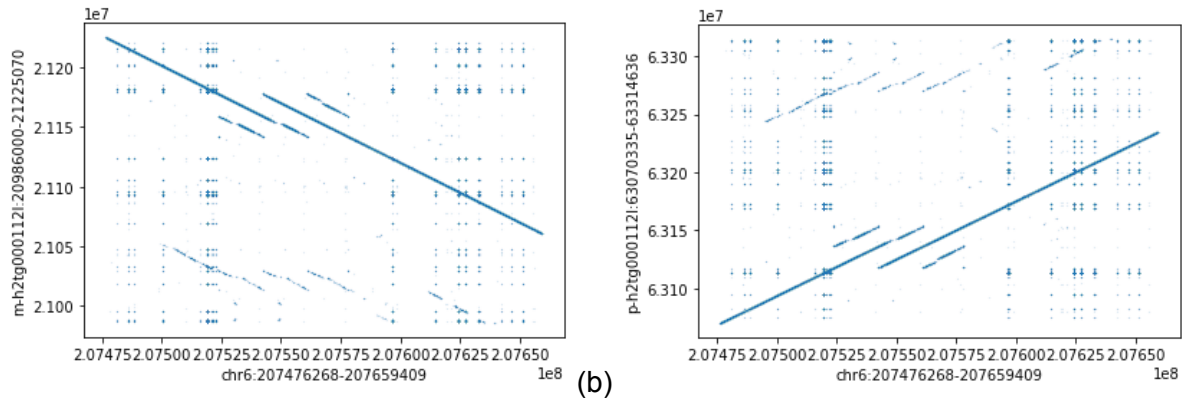 1e7
m-h2tg000112l:20986000-21225070
2.120
2.115
2.110
2.105
2.100
2.07475 2.07500 2.07525 2.07550 2.07575 2.07600 2.07625 2.07650
chr6:207476268-207659409
1e8
(b)
1e7
p-h2tg000112l:63070335-63314636
6.330
6.325
6.320
6.315
6.310
2.07475 2.07500 2.07525 2.07550 2.07575 2.07600 2.07625 2.07650
chr6:207476268-207659409
1e8